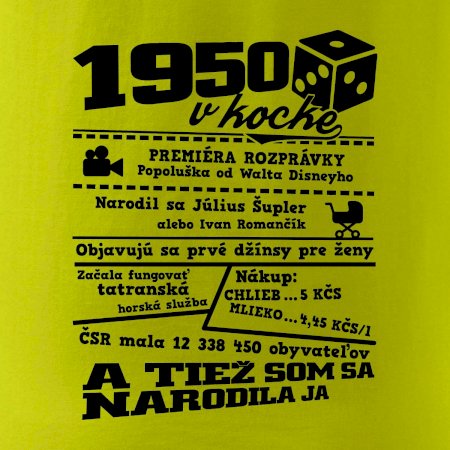 1950
v kocke
PREMIÉRA ROZPRÁVKY
Popoluška od Walta Disneyho
Narodil sa Július Šupler
alebo Ivan Romančík
Objavujú sa prvé džínsy pre ženy
Začala fungovať
tatranská
horská služba
Nákup:
CHLIEB...5 KČS
MLIEKO...4,45 KČS/l
ČSR mala 12 338 450 obyvateľov
A TIEŽ SOM SA
NARODILA JA